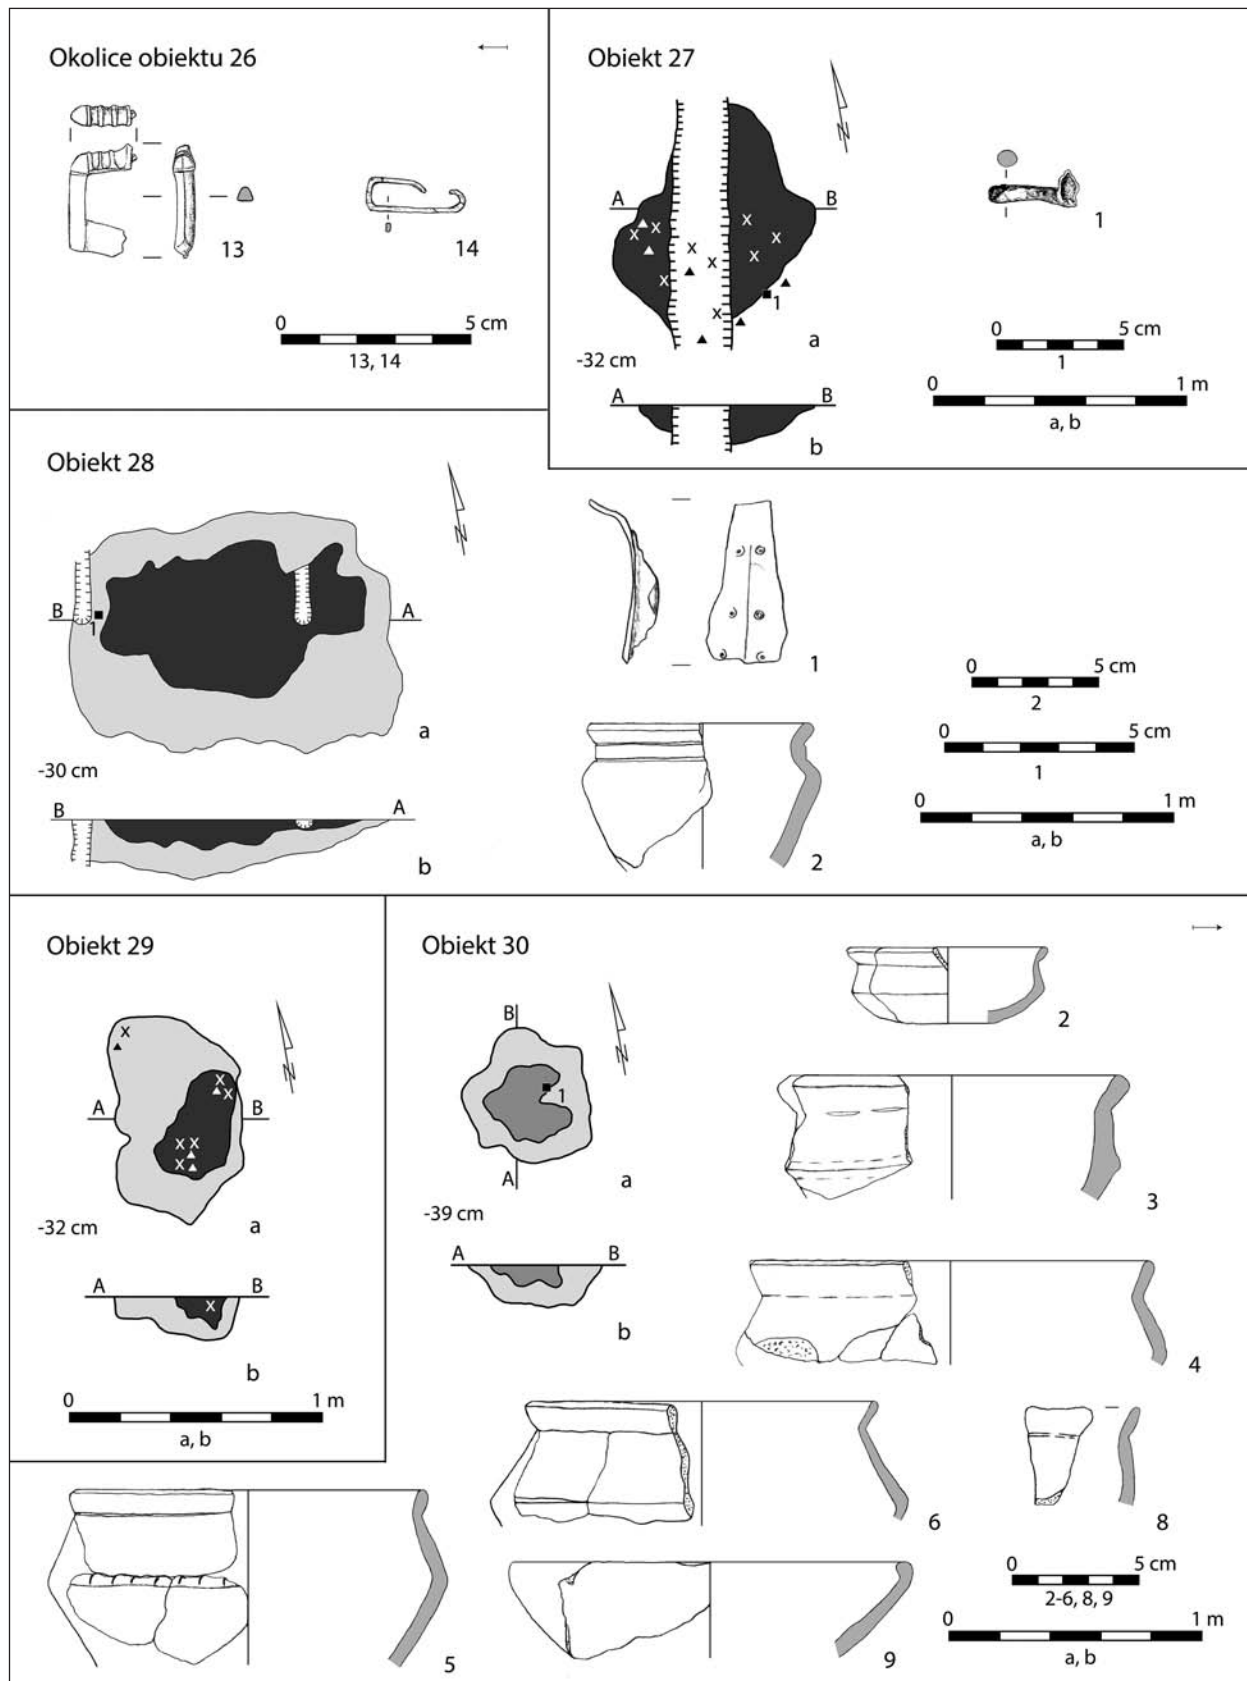 Okolice obiektu 26
13
14
0 5 cm
13, 14
Obiekt 27
N
A B
x x x x x x x x x
1
a
-32 cm
A B
b
1
0 5 cm
1
0 1 m
a, b
Obiekt 28
N
B A
1
a
-30 cm
B A
b
1
2
0 5 cm
2
0 5 cm
1
0 1 m
a, b
Obiekt 29
N
x
x
x
A B
x x
x
a
-32 cm
A B
x
b
0 1 m
a, b
Obiekt 30
N
B
1
A
a
-39 cm
A B
b
2
3
4
5
6
8
9
0 5 cm
2-6, 8, 9
0 1 m
a, b